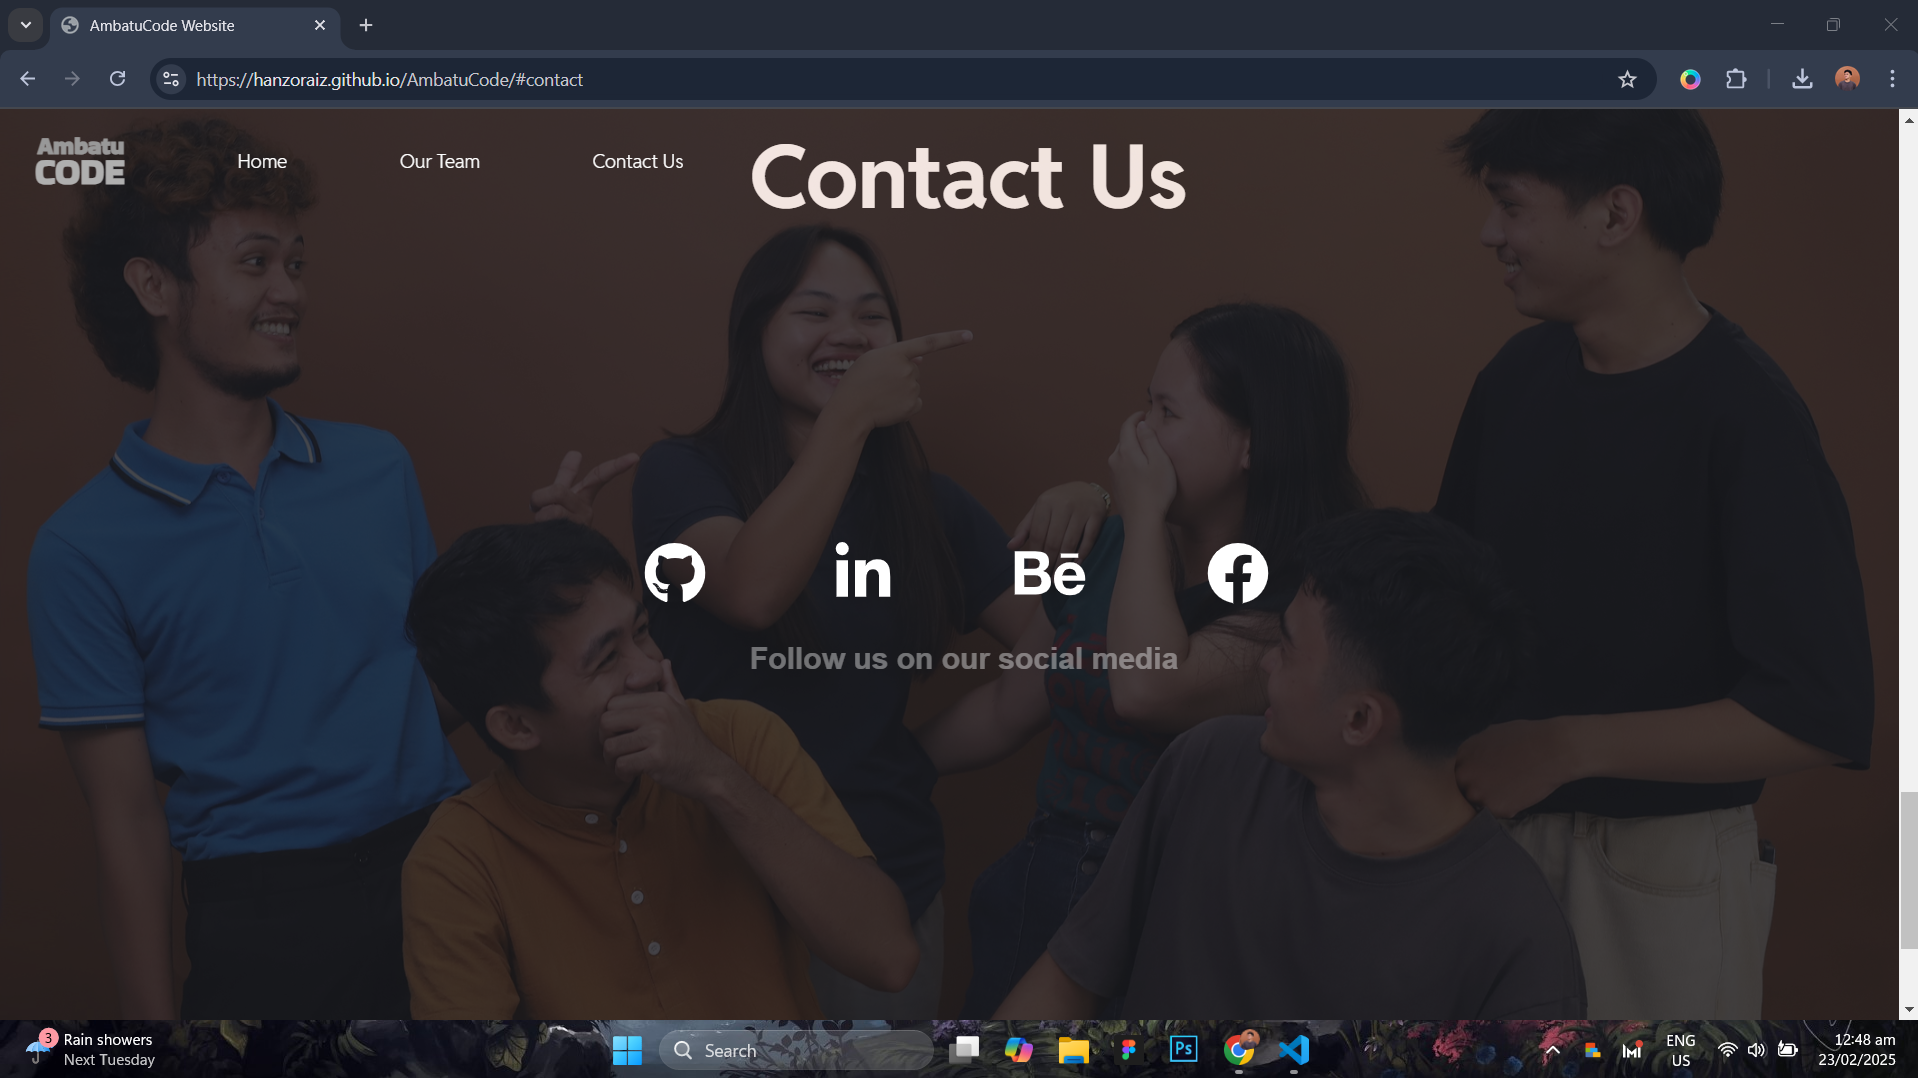 AmbatuCode Website
https://hanzoraiz.github.io/AmbatuCode/#contact
Ambatu
CODE
Home
Our Team
Contact Us
Contact Us
in
Bē
Follow us on our social media
3
Rain showers
Next Tuesday
Search
Ps
ENG
US
12:48 am
23/02/2025